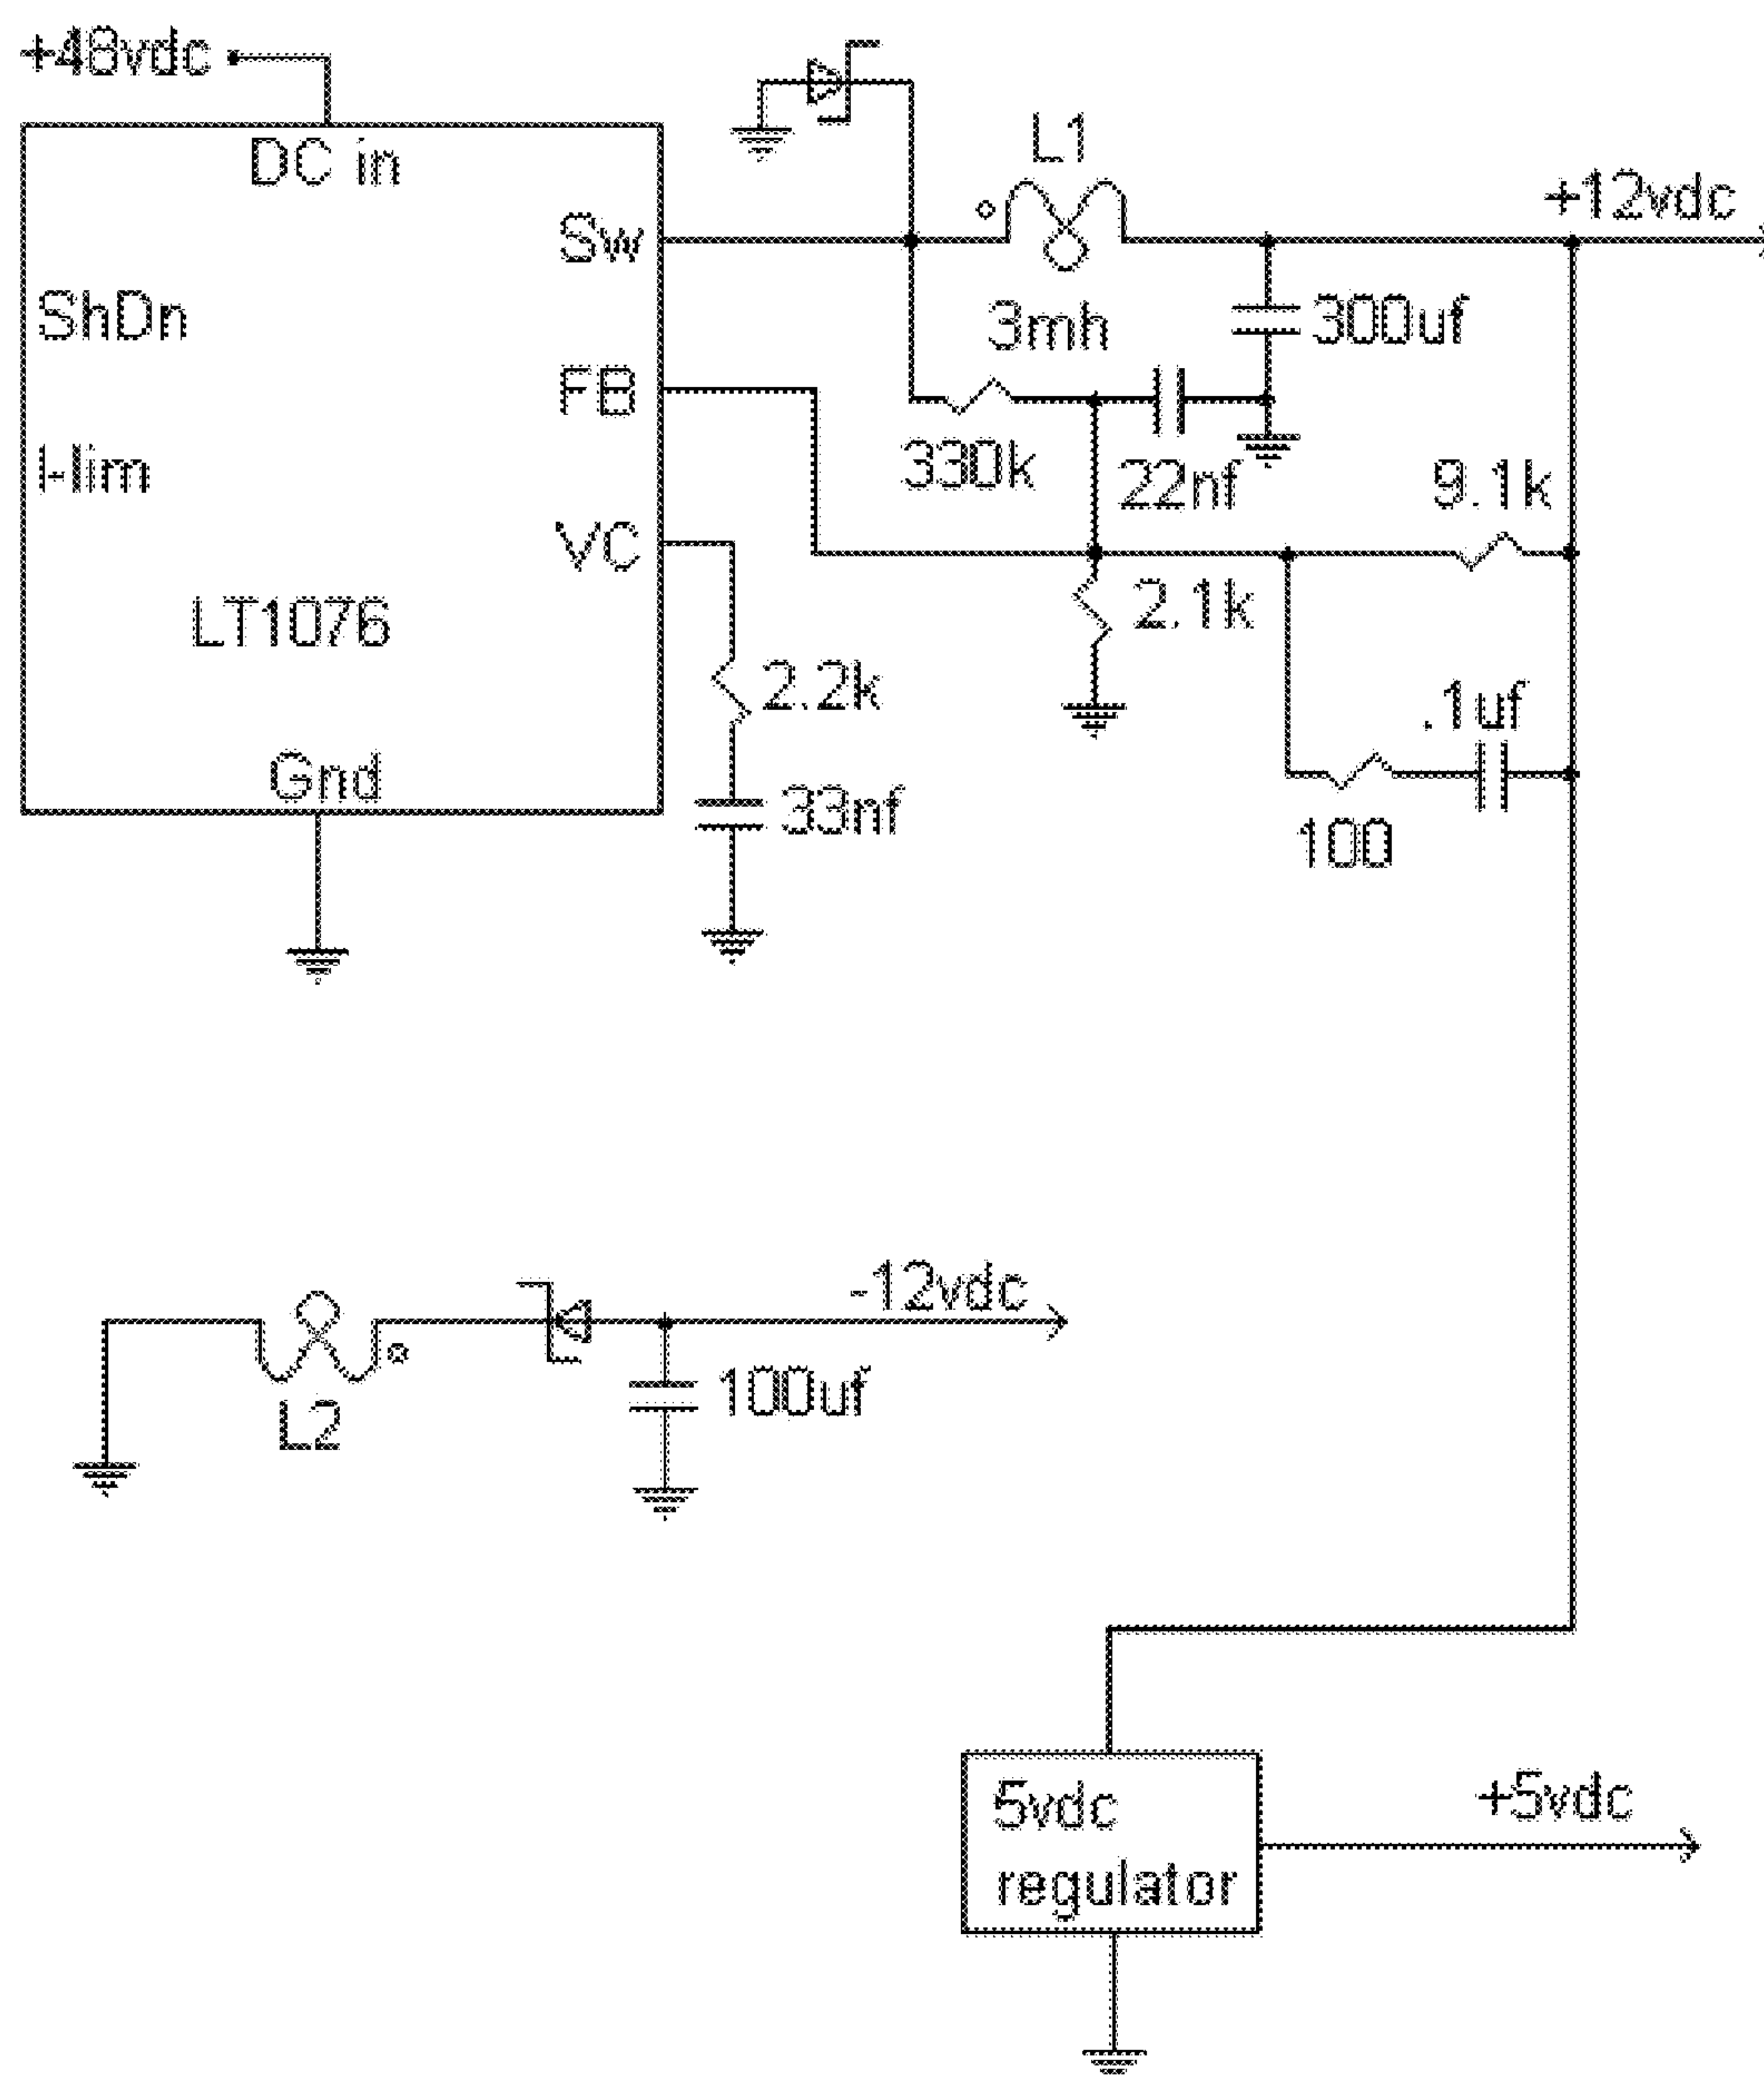 +48vdc
DC in
L1
+12vdc
Sw
ShDn
3mh
300uf
FB
I-lim
330k
22nf
9.1k
VC
LT1076
2.1k
2.2k
.1uf
Gnd
33nf
100
-12vdc
100uf
L2
5vdc
regulator
+5vdc